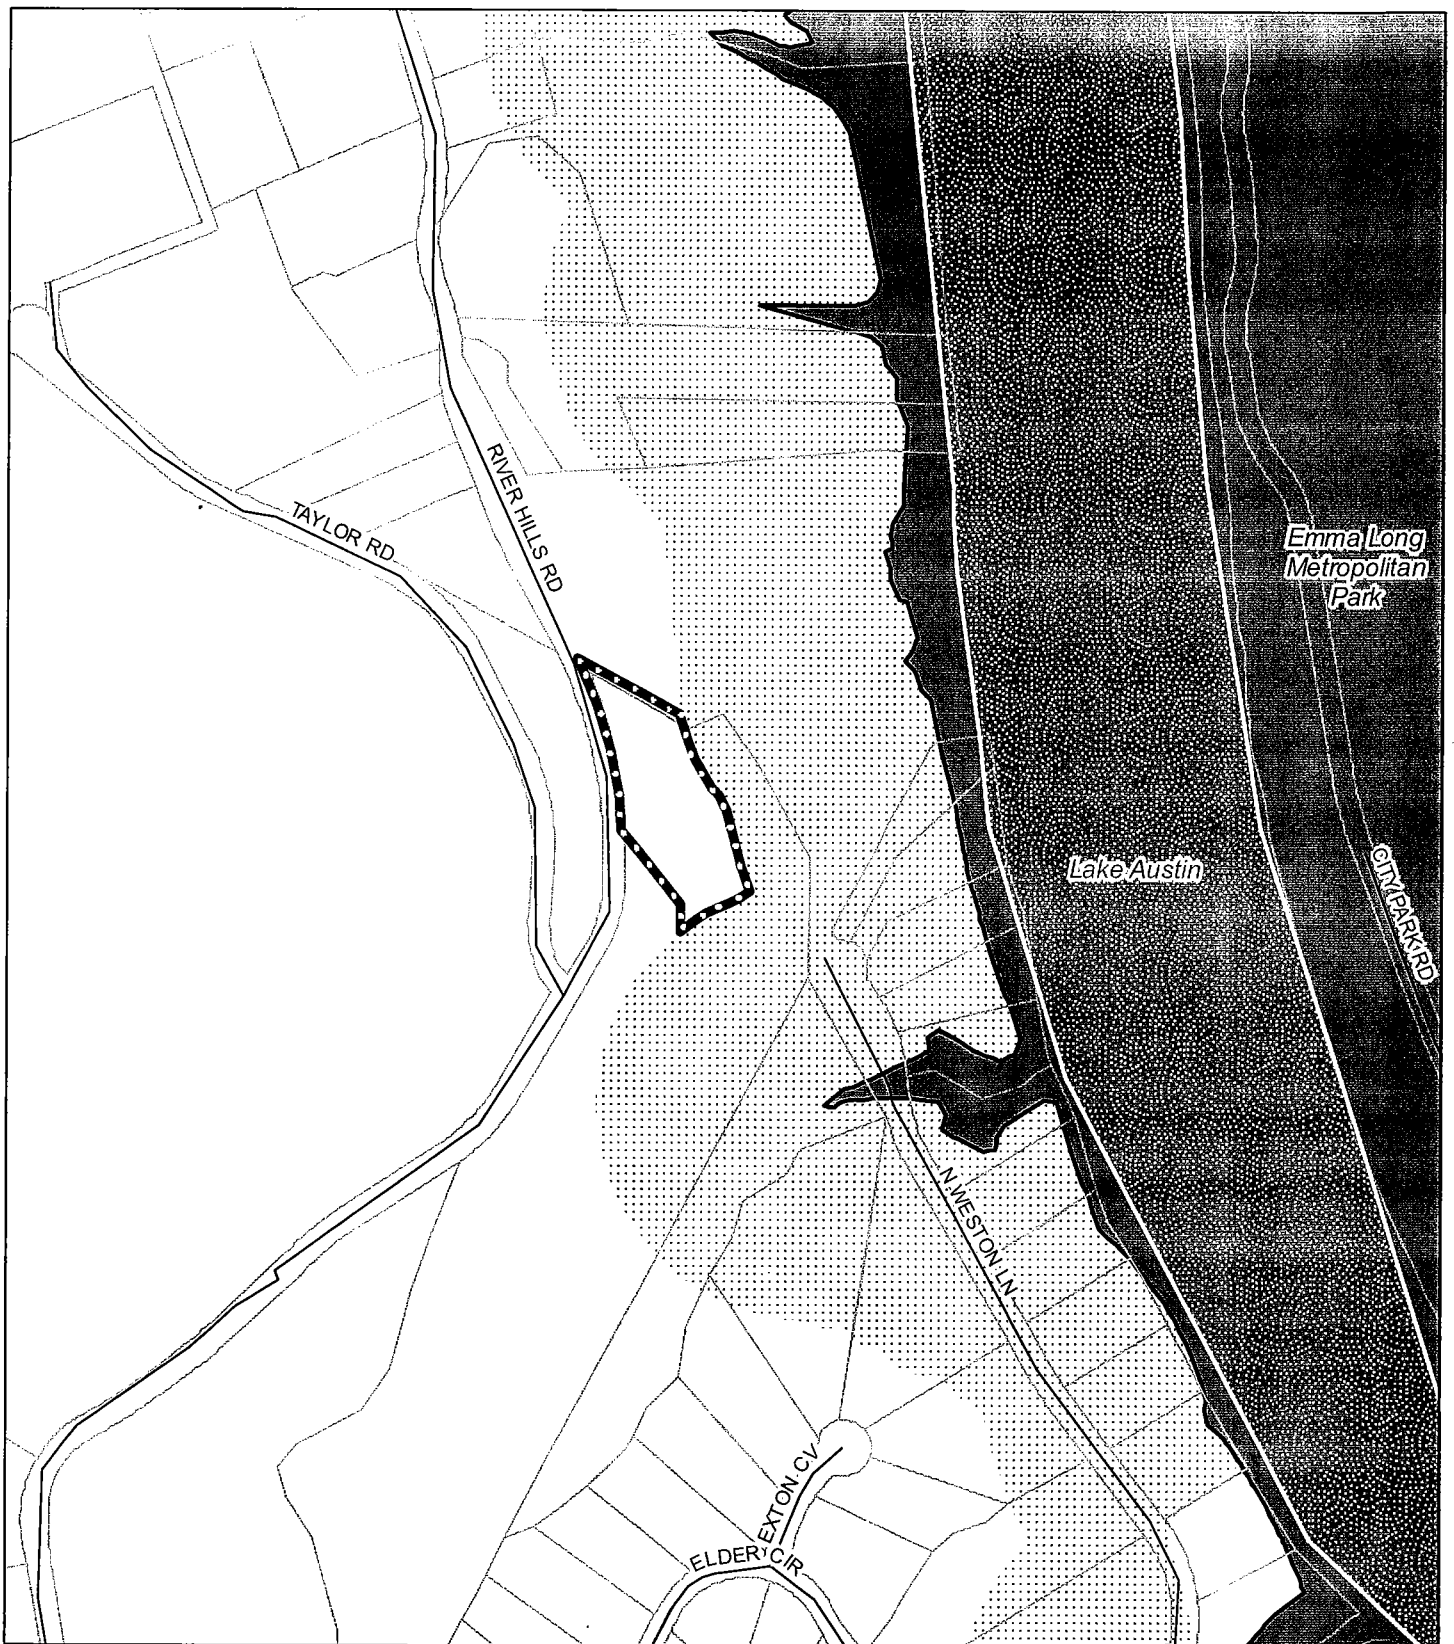 RIVER HILLS RD
TAYLOR RD
Emma Long
Metropolitan
Park
Lake Austin
CITY PARK RD
N WESTON LN
EXTON CV
ELDER CIR